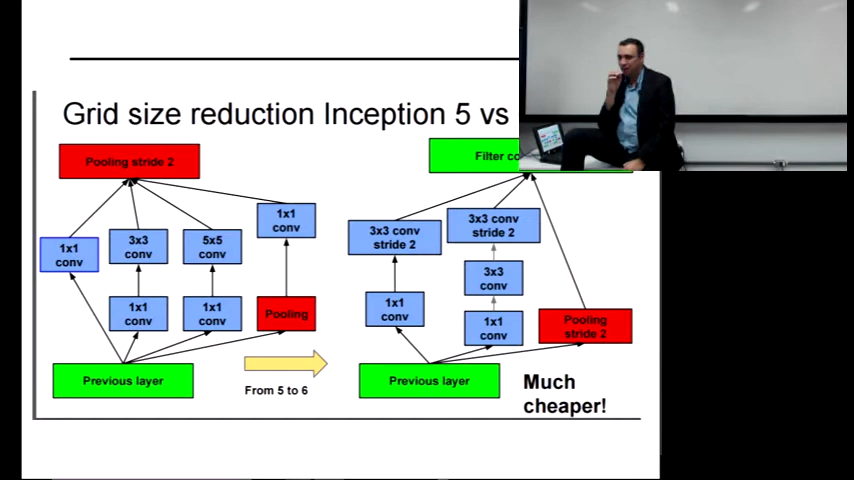 Grid size reduction Inception 5 vs
Pooling stride 2
Filter
1x1
conv
3x3
conv
5x5
conv
1x1
conv
1x1
conv
1x1
conv
Pooling
Previous layer
From 5 to 6
3x3 conv
stride 2
3x3 conv
stride 2
3x3
conv
1x1
conv
1x1
conv
Pooling
stride 2
Previous layer
Much
cheaper!